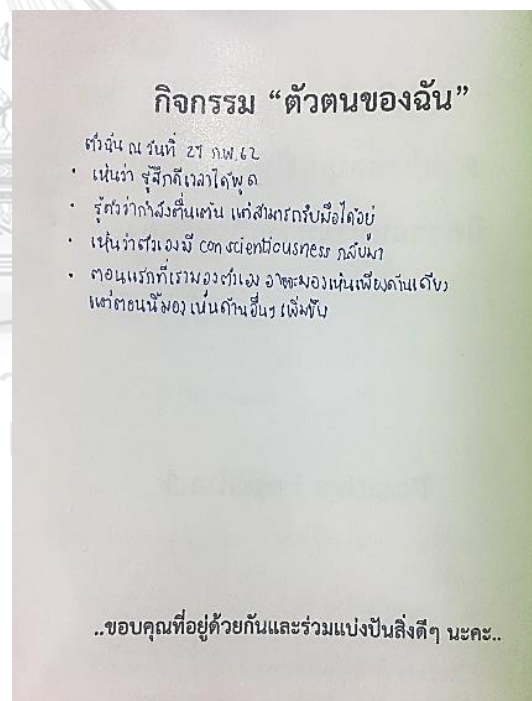 กิจกรรม “ตัวตนของฉัน”
ตัวฉัน ณ วันที่ 27 ก.พ. 62
• เห็นว่า รู้สึกดีเวลาได้พูด
• รู้ตัวว่ากำลังตื่นเต้น แต่สามารถรับมือได้อยู่
• เห็นว่าตัวเองมี conscientiousness กลับมา
• ตอนแรกที่เรามองตัวเอง อาจจะมองเห็นเพียงด้านเดียว
แต่ตอนนี้มองเห็นด้านอื่นๆ เพิ่มขึ้น
..ขอบคุณที่อยู่ด้วยกันและร่วมแบ่งปันสิ่งดีๆ นะคะ..